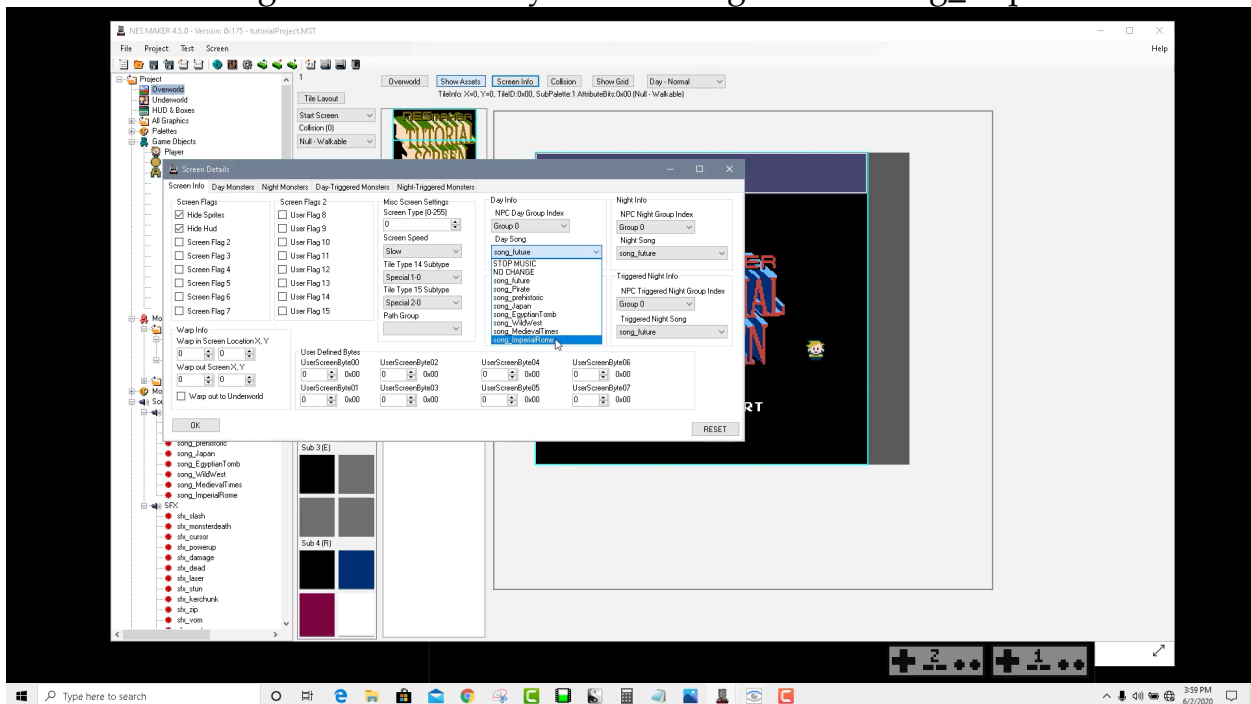 NES MAKER 4.5.0 - Version: 0x175 - tutorialProject.MST
File Project Test Screen Help
Project
Overworld
Underworld
HUD & Boxes
All Graphics
Palettes
Game Objects
Player
1
Overworld Show Assets Screen Info Collision Show Grid Day - Normal
TileInfo: X=0, Y=0, TileID:0x00, SubPalette:1 AttributeBits:0x00 (Null - Walkable)
Tile Layout
Start Screen
Collision (0)
Null - Walkable
TUTORIAL
Screen Details
Screen Info Day Monsters Night Monsters Day-Triggered Monsters Night-Triggered Monsters
Screen Flags
Hide Sprites
Hide Hud
Screen Flag 2
Screen Flag 3
Screen Flag 4
Screen Flag 5
Screen Flag 6
Screen Flag 7
Screen Flags 2
User Flag 8
User Flag 9
User Flag 10
User Flag 11
User Flag 12
User Flag 13
User Flag 14
User Flag 15
Misc Screen Settings
Screen Type (0-255)
0
Screen Speed
Slow
Tile Type 14 Subtype
Special 1-0
Tile Type 15 Subtype
Special 2-0
Path Group
Day Info
NPC Day Group Index
Group 0
Day Song
song_future
STOP MUSIC
NO CHANGE
song_future
song_Pirate
song_prehistoric
song_Japan
song_EgyptianTomb
song_WildWest
song_MedievalTimes
song_ImperialRome
Night Info
NPC Night Group Index
Group 0
Night Song
song_future
Triggered Night Info
NPC Triggered Night Group Index
Group 0
Triggered Night Song
song_future
Warp Info
Warp in Screen Location X, Y
0 0
Warp out Screen X, Y
0 0
Warp out to Underworld
User Defined Bytes
UserScreenByte00 UserScreenByte02 UserScreenByte04 UserScreenByte06
0 0x00 0 0x00 0 0x00 0 0x00
UserScreenByte01 UserScreenByte03 UserScreenByte05 UserScreenByte07
0 0x00 0 0x00 0 0x00 0 0x00
OK RESET
song_prehistoric
song_Japan
song_EgyptianTomb
song_WildWest
song_MedievalTimes
song_ImperialRome
SFX
sfx_slash
sfx_monsterdeath
sfx_cursor
sfx_powerup
sfx_damage
sfx_dead
sfx_laser
sfx_stun
sfx_kerchunk
sfx_zip
sfx_vom
Sub 3 (E)
Sub 4 (R)
2 1
Type here to search
3:59 PM
6/2/2020